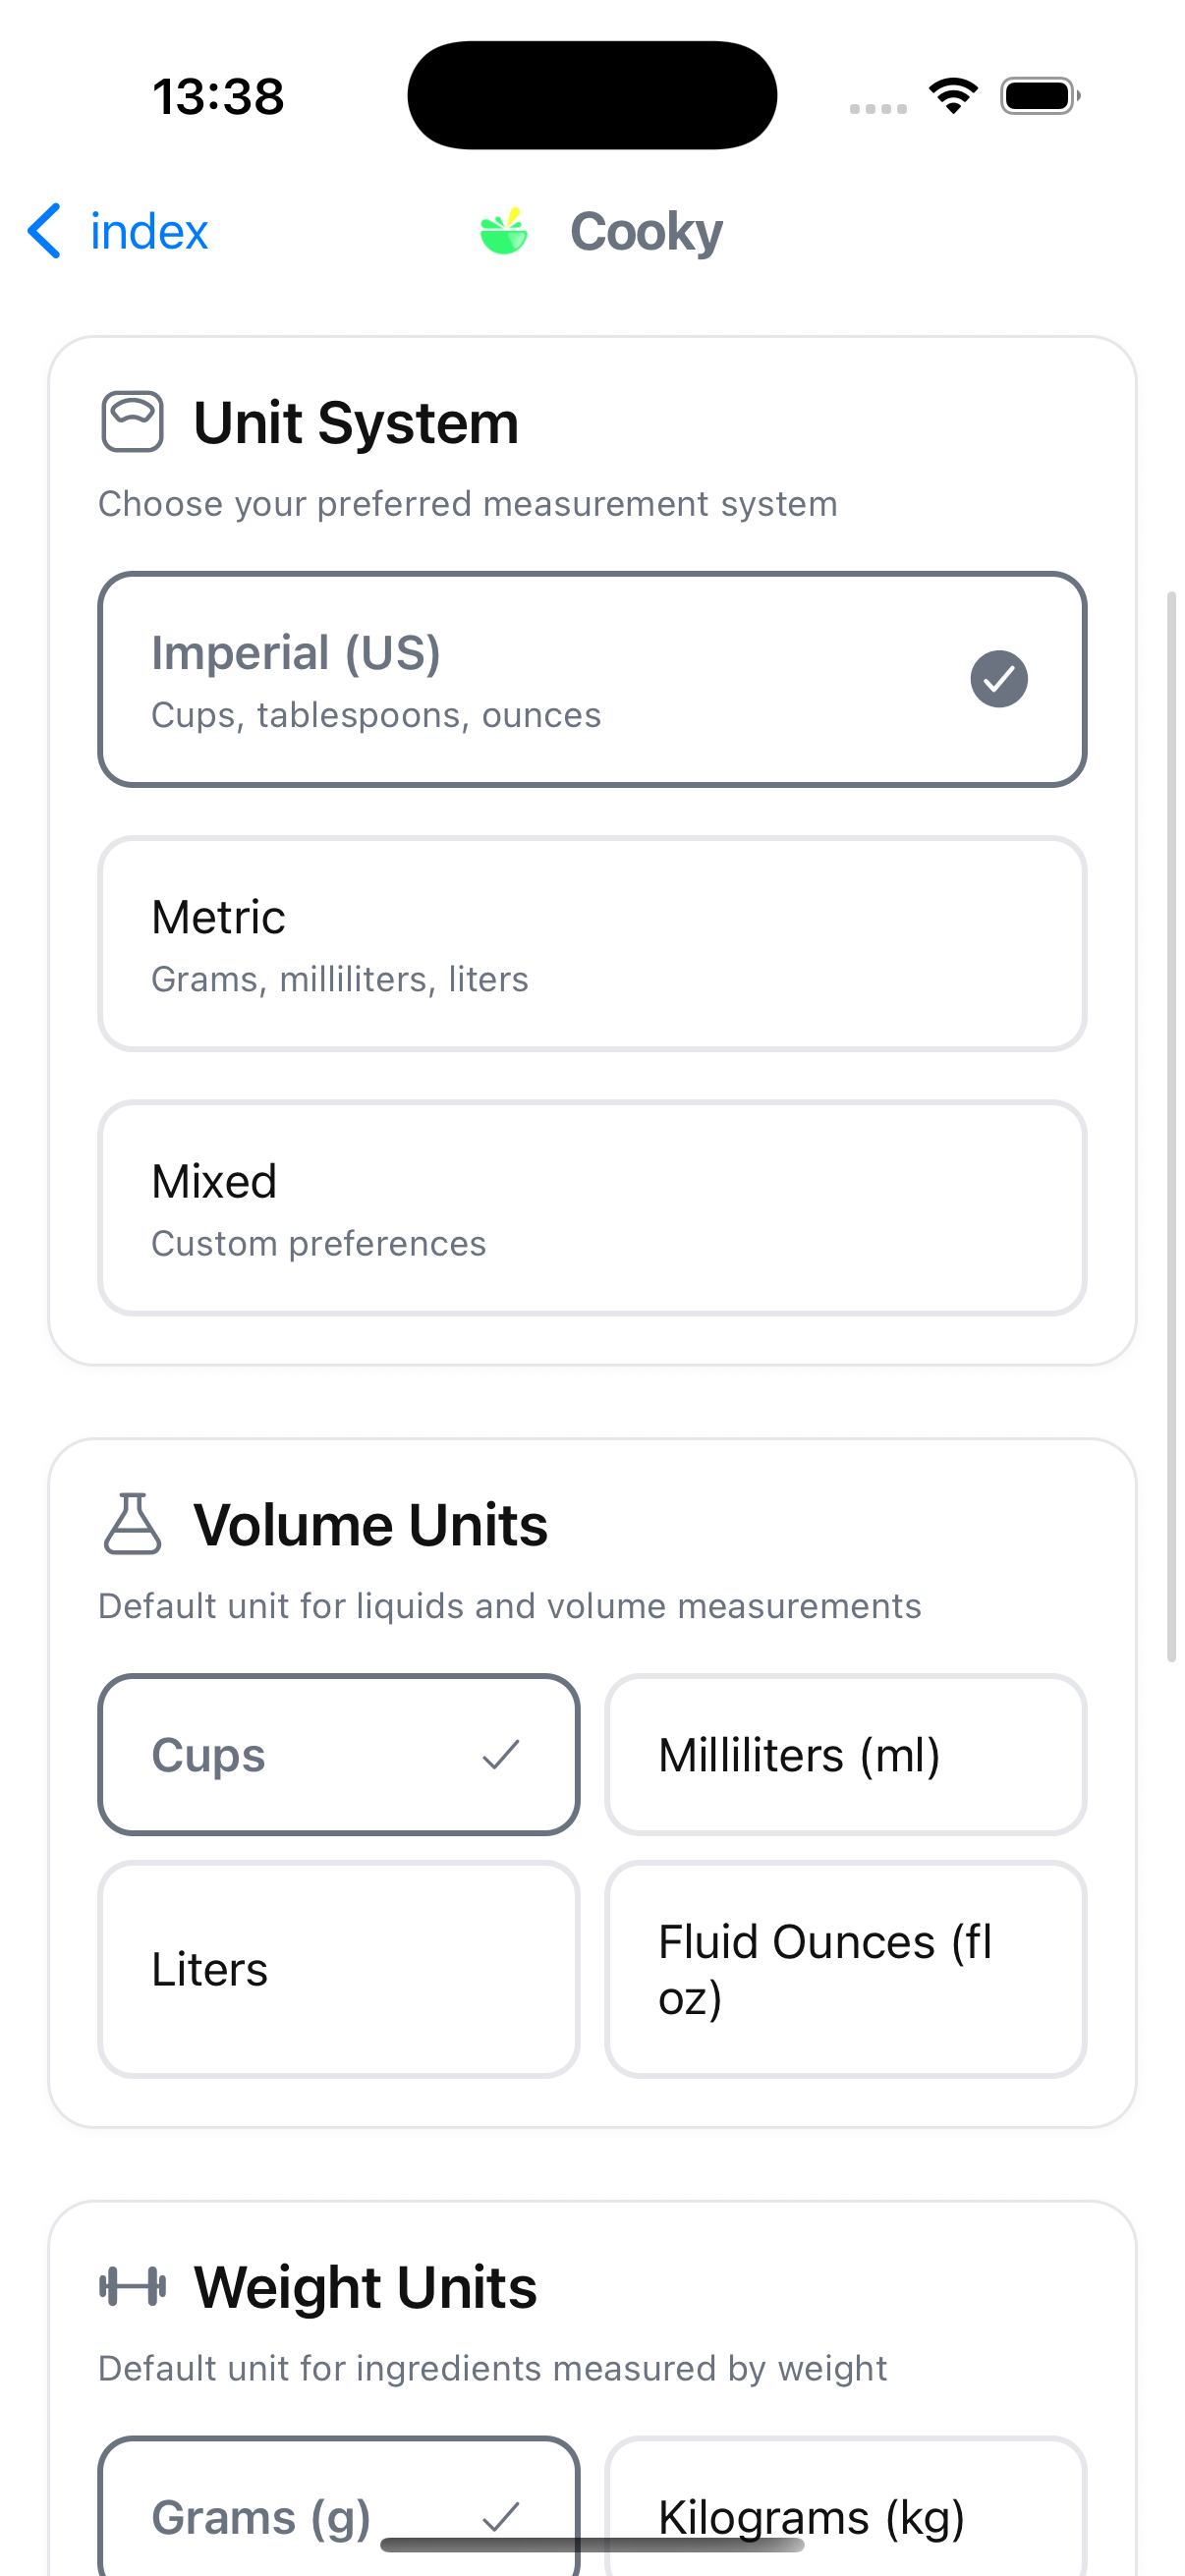 13:38
index
Cooky
Unit System
Choose your preferred measurement system
Imperial (US)
Cups, tablespoons, ounces
Metric
Grams, milliliters, liters
Mixed
Custom preferences
Volume Units
Default unit for liquids and volume measurements
Cups
Milliliters (ml)
Liters
Fluid Ounces (fl
oz)
Weight Units
Default unit for ingredients measured by weight
Grams (g)
Kilograms (kg)